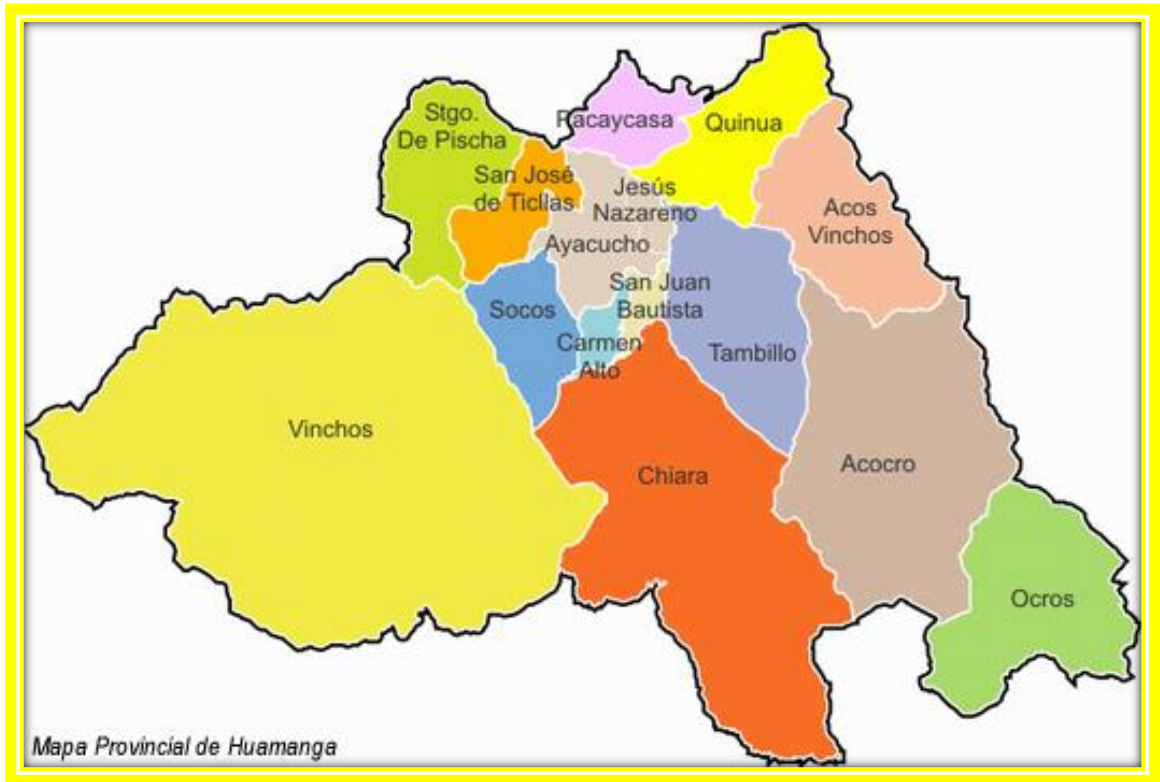 Stgo.
De Pischa
Pacaycasa
Quinua
San José
de Ticllas
Jesús
Nazareno
Acos
Vinchos
Ayacucho
San Juan
Bautista
Socos
Carmen
Alto
Tambillo
Vinchos
Chiara
Acocro
Ocros
Mapa Provincial de Huamanga